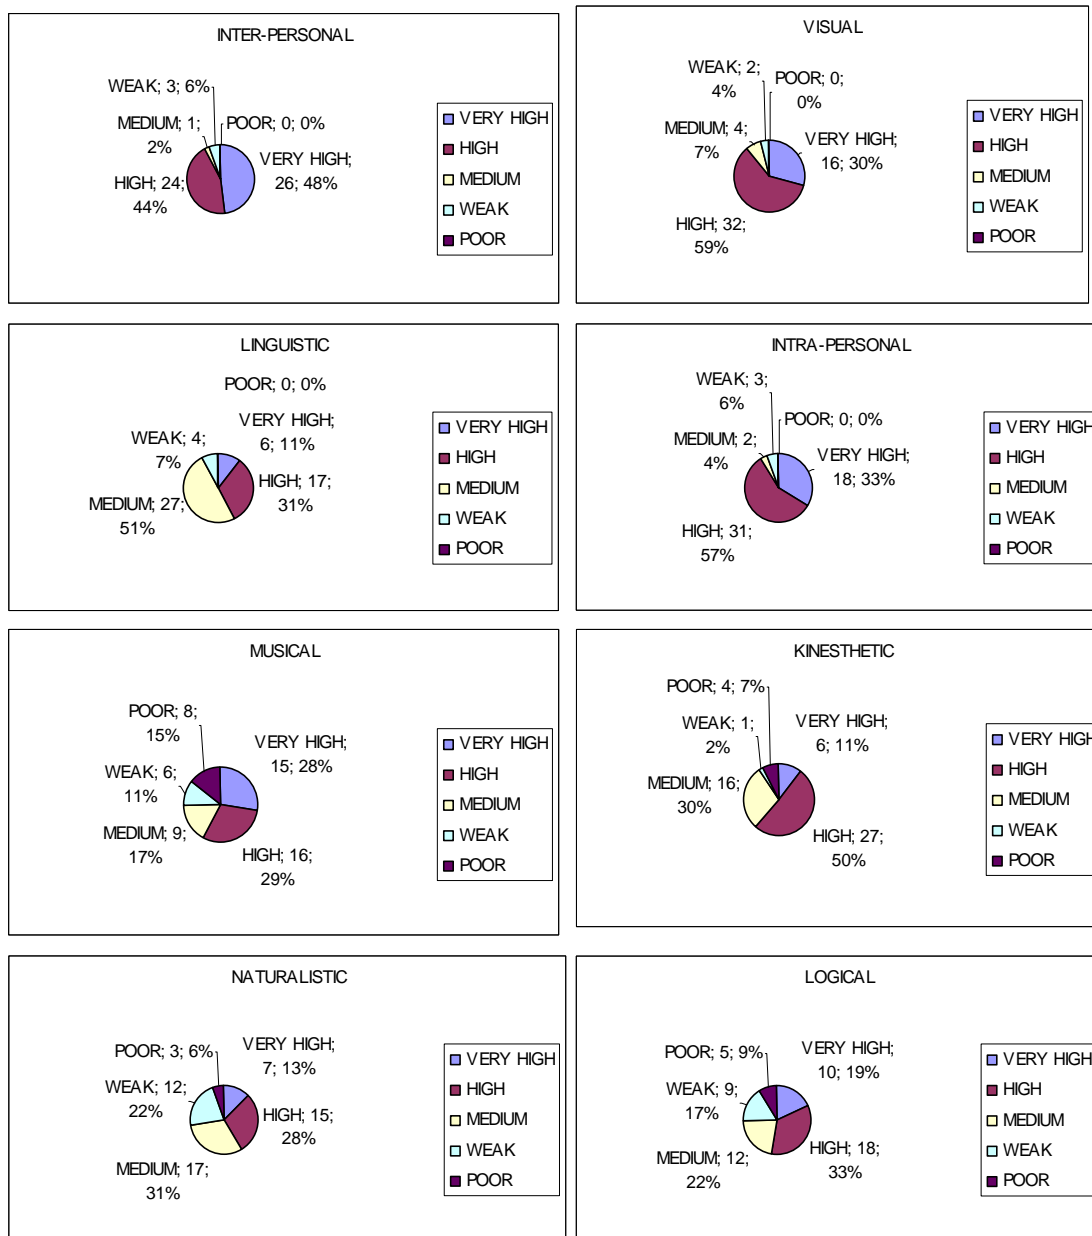 INTER-PERSONAL
WEAK; 3; 6%
MEDIUM; 1;
2%
POOR; 0; 0%
HIGH; 24;
44%
VERY HIGH;
26; 48%
VERY HIGH
HIGH
MEDIUM
WEAK
POOR
VISUAL
WEAK; 2;
4%
POOR; 0;
0%
MEDIUM; 4;
7%
VERY HIGH;
16; 30%
HIGH; 32;
59%
VERY HIGH
HIGH
MEDIUM
WEAK
POOR
LINGUISTIC
POOR; 0; 0%
WEAK; 4;
7%
VERY HIGH;
6; 11%
MEDIUM; 27;
51%
HIGH; 17;
31%
VERY HIGH
HIGH
MEDIUM
WEAK
POOR
INTRA-PERSONAL
WEAK; 3;
6%
POOR; 0; 0%
MEDIUM; 2;
4%
VERY HIGH;
18; 33%
HIGH; 31;
57%
VERY HIGH
HIGH
MEDIUM
WEAK
POOR
MUSICAL
POOR; 8;
15%
VERY HIGH;
15; 28%
WEAK; 6;
11%
MEDIUM; 9;
17%
HIGH; 16;
29%
VERY HIGH
HIGH
MEDIUM
WEAK
POOR
KINESTHETIC
POOR; 4; 7%
WEAK; 1;
2%
VERY HIGH;
6; 11%
MEDIUM; 16;
30%
HIGH; 27;
50%
VERY HIGH
HIGH
MEDIUM
WEAK
POOR
NATURALISTIC
POOR; 3; 6%
VERY HIGH;
7; 13%
WEAK; 12;
22%
HIGH; 15;
28%
MEDIUM; 17;
31%
VERY HIGH
HIGH
MEDIUM
WEAK
POOR
LOGICAL
POOR; 5; 9%
VERY HIGH;
10; 19%
WEAK; 9;
17%
MEDIUM; 12;
22%
HIGH; 18;
33%
VERY HIGH
HIGH
MEDIUM
WEAK
POOR